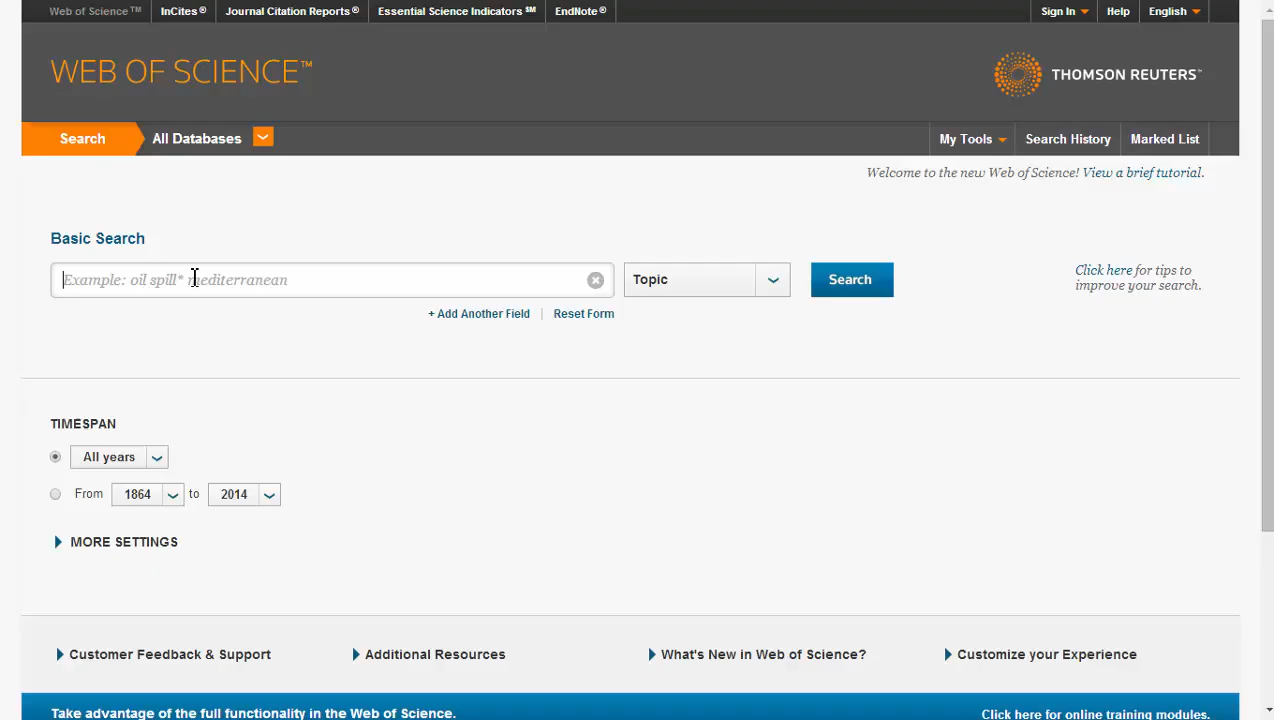 Web of Science™ InCites® Journal Citation Reports® Essential Science Indicators℠ EndNote® Sign In Help English
WEB OF SCIENCE™
THOMSON REUTERS™
Search All Databases My Tools Search History Marked List
Welcome to the new Web of Science! View a brief tutorial.
Basic Search
Example: oil spill* mediterranean Topic Search
Click here for tips to
improve your search.
+ Add Another Field | Reset Form
TIMESPAN
All years
From 1864 to 2014
MORE SETTINGS
Customer Feedback & Support Additional Resources What's New in Web of Science? Customize your Experience
Take advantage of the full functionality in the Web of Science. Click here for online training modules.